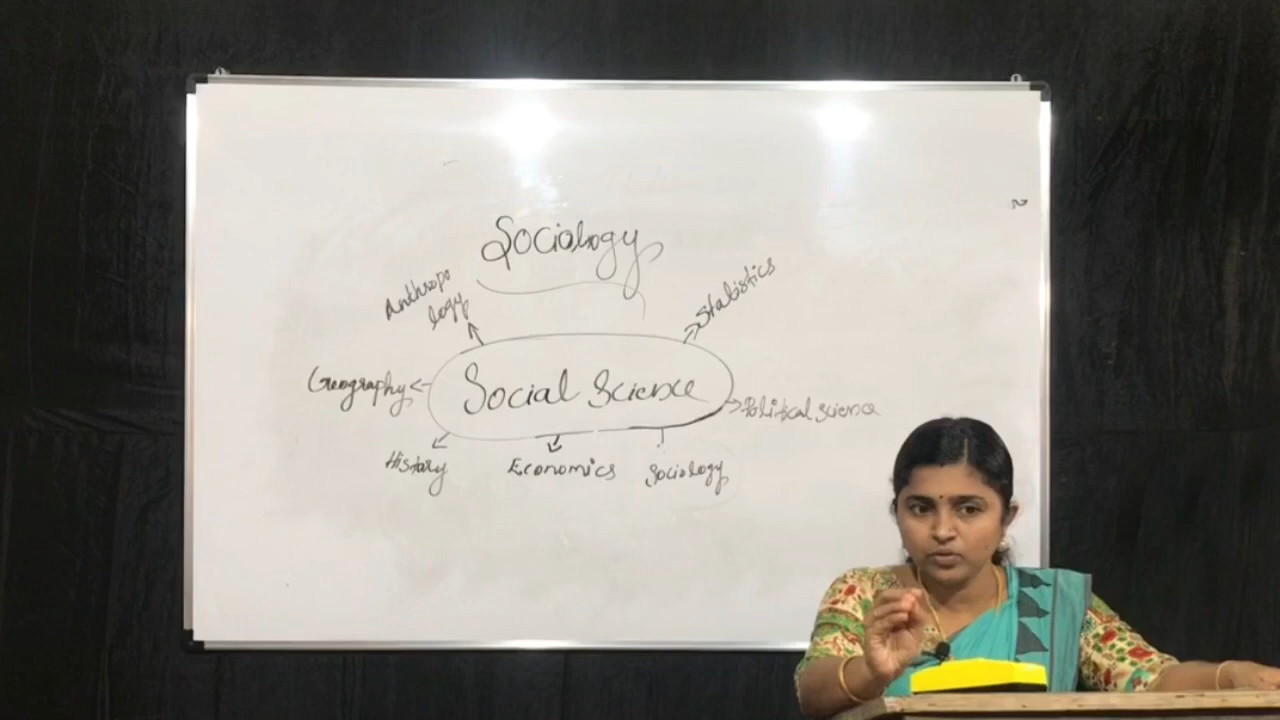 Sociology
Anthropo
logy
Statistics
Geography
Social Science
Political science
History
Economics
Sociology